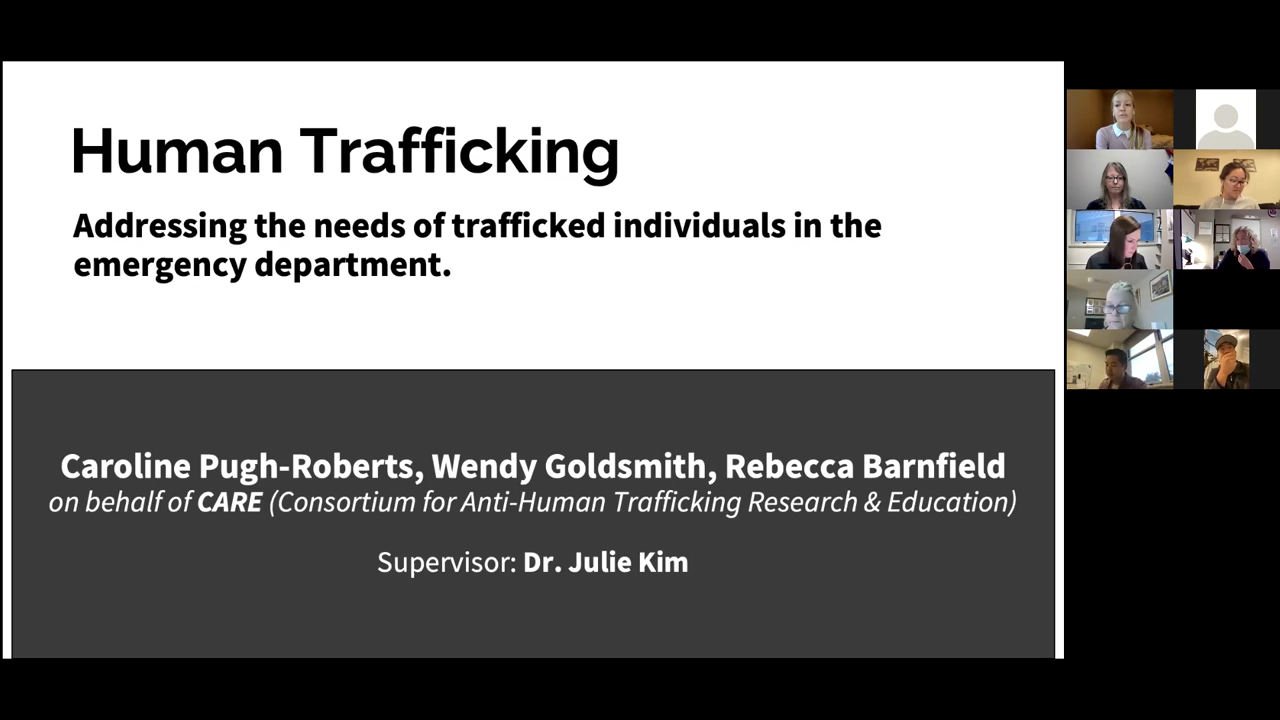 Human Trafficking
Addressing the needs of trafficked individuals in the
emergency department.
Caroline Pugh-Roberts, Wendy Goldsmith, Rebecca Barnfield
on behalf of CARE (Consortium for Anti-Human Trafficking Research & Education)
Supervisor: Dr. Julie Kim